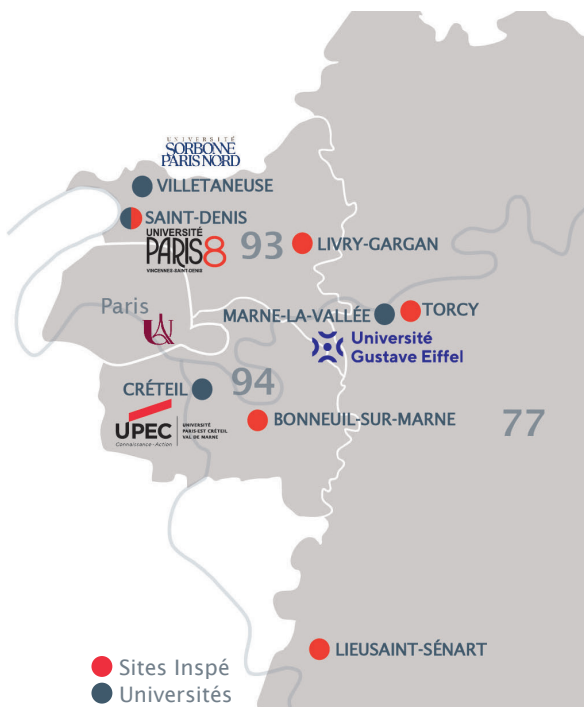 UNIVERSITÉ
SORBONNE
PARIS NORD
VILLETANEUSE
SAINT-DENIS
UNIVERSITÉ
PARIS8
VINCENNES-SAINT-DENIS
93
LIVRY-GARGAN
Paris
MARNE-LA-VALLÉE
TORCY
Université
Gustave Eiffel
CRÉTEIL
94
UPEC
Connaissance - Action
UNIVERSITÉ
PARIS-EST CRÉTEIL
VAL DE MARNE
BONNEUIL-SUR-MARNE
77
LIEUSAINT-SÉNART
Sites Inspé
Universités